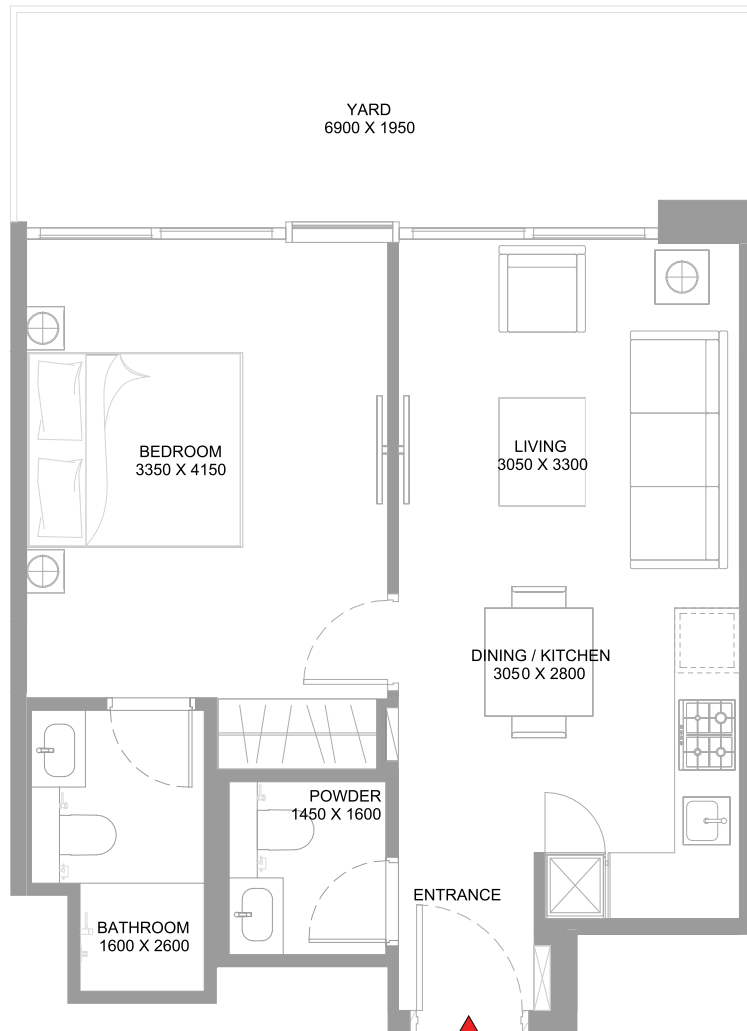 YARD
6900 X 1950
BEDROOM
3350 X 4150
LIVING
3050 X 3300
DINING / KITCHEN
3050 X 2800
POWDER
1450 X 1600
ENTRANCE
BATHROOM
1600 X 2600